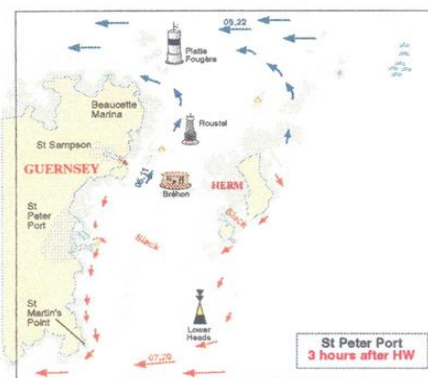 09,22
Platte
Fougère
Beaucette
Marina
Roustel
St Sampson
GUERNSEY
HERM
Bréhon
St
Peter
Port
Slack
Slack
St
Martin's
Point
Lower
Heads
St Peter Port
3 hours after HW